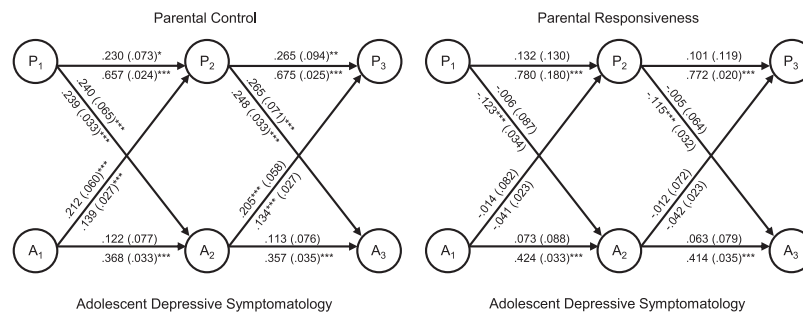 Parental Control
P1
.230 (.073)*
.657 (.024)***
P2
.265 (.094)**
.675 (.025)***
P3
.240 (.065)***
.239 (.033)***
.265 (.071)***
.248 (.033)***
.212 (.060)***
.139 (.027)***
.205*** (.058)
.134*** (.027)
A1
.122 (.077)
.368 (.033)***
A2
.113 (.076)
.357 (.035)***
A3
Adolescent Depressive Symptomatology
Parental Responsiveness
P1
.132 (.130)
.780 (.180)***
P2
.101 (.119)
.772 (.020)***
P3
-.006 (.087)
-.123*** (.034)
-.005 (.064)
-.115*** (.032)
-.014 (.082)
-.041 (.023)
-.012 (.072)
-.042 (.023)
A1
.073 (.088)
.424 (.033)***
A2
.063 (.079)
.414 (.035)***
A3
Adolescent Depressive Symptomatology